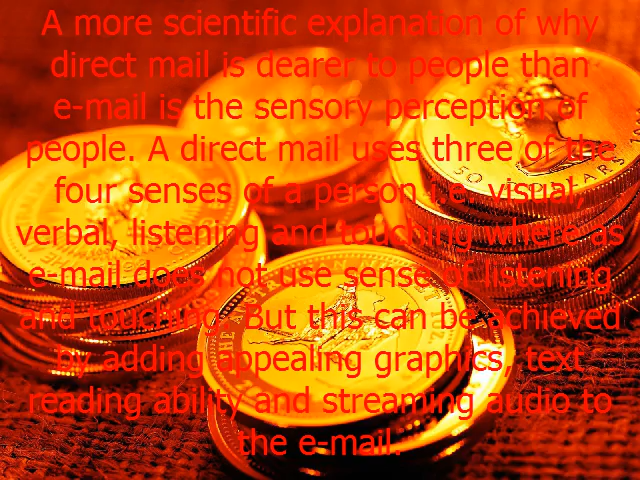 A more scientific explanation of why
direct mail is dearer to people than
e-mail is the sensory perception of
people. A direct mail uses three of the
four senses of a person i.e. visual,
verbal, listening and touching where as
e-mail does not use sense of listening
and touching. But this can be achieved
by adding appealing graphics, text
reading ability and streaming audio to
the e-mail.